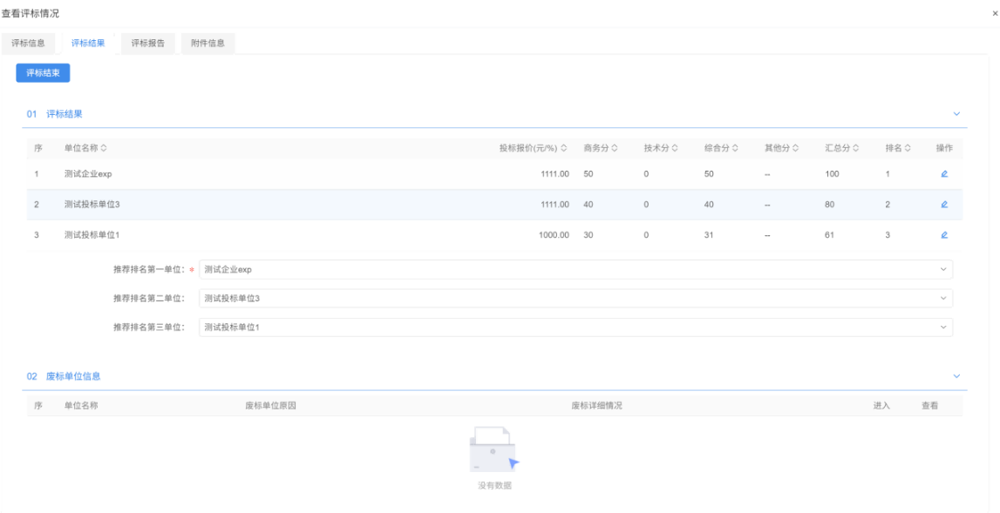 查看评标情况 ×
评标信息 评标结果 评标报告 附件信息
评标结束
01 评标结果
序 单位名称 投标报价(元/%) 商务分 技术分 综合分 其他分 汇总分 排名 操作
1 测试企业exp 1111.00 50 0 50 -- 100 1
2 测试投标单位3 1111.00 40 0 40 -- 80 2
3 测试投标单位1 1000.00 30 0 31 -- 61 3
推荐排名第一单位: * 测试企业exp
推荐排名第二单位: 测试投标单位3
推荐排名第三单位: 测试投标单位1
02 废标单位信息
序 单位名称 废标单位原因 废标详细情况 进入 查看
没有数据